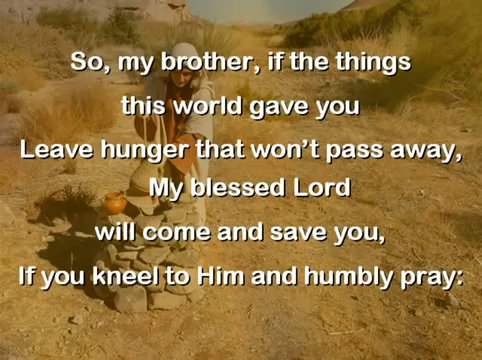 So, my brother, if the things
this world gave you
Leave hunger that won't pass away,
My blessed Lord
will come and save you,
If you kneel to Him and humbly pray: